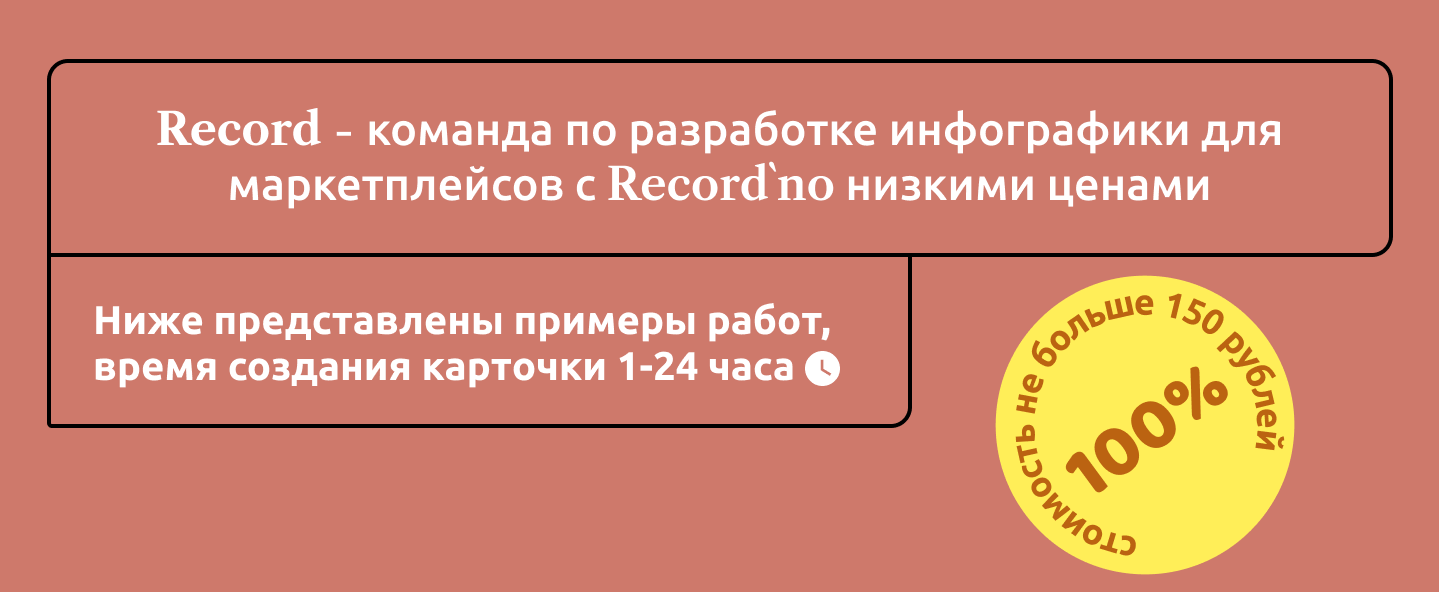 Record - команда по разработке инфографики для
маркетплейсов с Record`no низкими ценами
Ниже представлены примеры работ,
время создания карточки 1-24 часа
стоимость не больше 150 рублей
100%